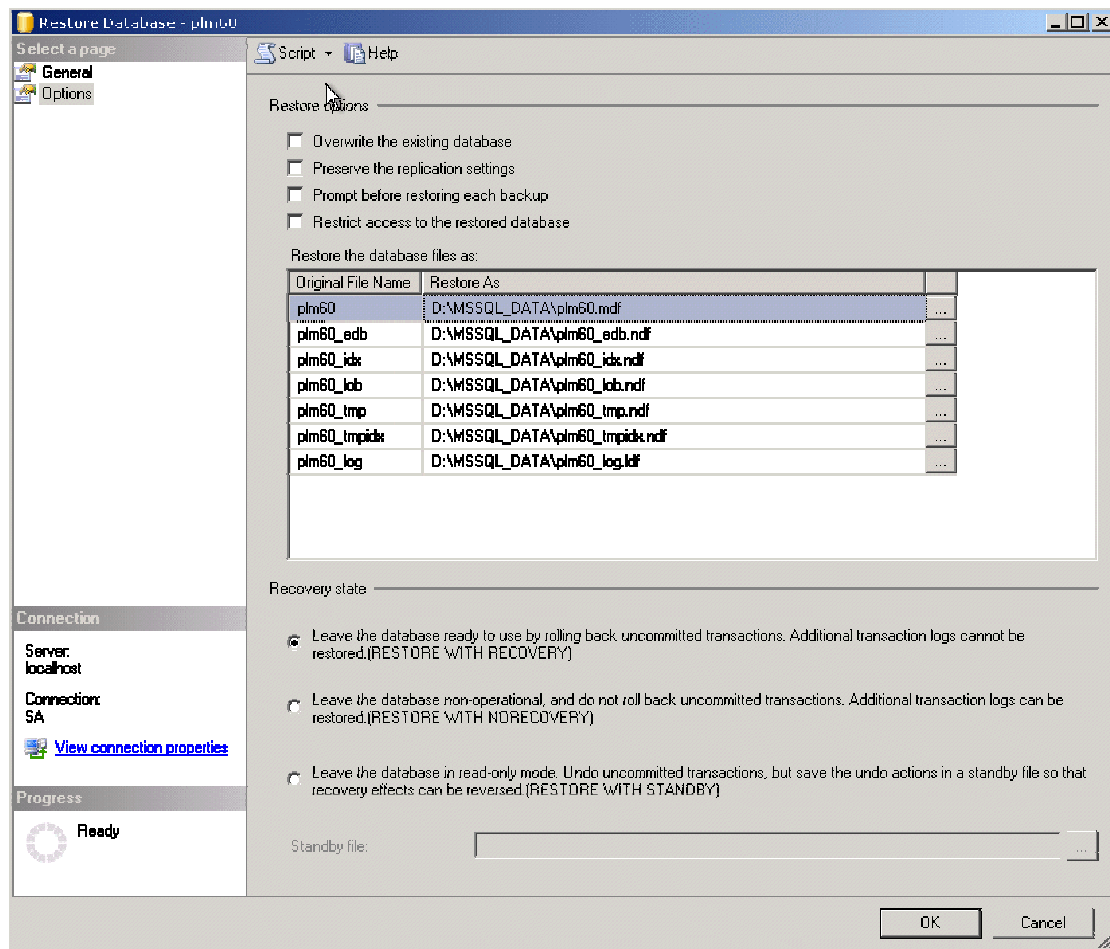 Restore Database - plm60
Select a page
General
Options
Script
Help
Restore options
Overwrite the existing database
Preserve the replication settings
Prompt before restoring each backup
Restrict access to the restored database
Restore the database files as:
Original File Name Restore As
plm60 D:\MSSQL_DATA\plm60.mdf ...
plm60_edb D:\MSSQL_DATA\plm60_edb.ndf ...
plm60_idx D:\MSSQL_DATA\plm60_idx.ndf ...
plm60_lob D:\MSSQL_DATA\plm60_lob.ndf ...
plm60_tmp D:\MSSQL_DATA\plm60_tmp.ndf ...
plm60_tmpidx D:\MSSQL_DATA\plm60_tmpidx.ndf ...
plm60_log D:\MSSQL_DATA\plm60_log.ldf ...
Recovery state
Leave the database ready to use by rolling back uncommitted transactions. Additional transaction logs cannot be
restored.(RESTORE WITH RECOVERY)
Leave the database non-operational, and do not roll back uncommitted transactions. Additional transaction logs can be
restored.(RESTORE WITH NORECOVERY)
Leave the database in read-only mode. Undo uncommitted transactions, but save the undo actions in a standby file so that
recovery effects can be reversed.(RESTORE WITH STANDBY)
Standby file: ...
Connection
Server:
localhost
Connection:
SA
View connection properties
Progress
Ready
OK Cancel